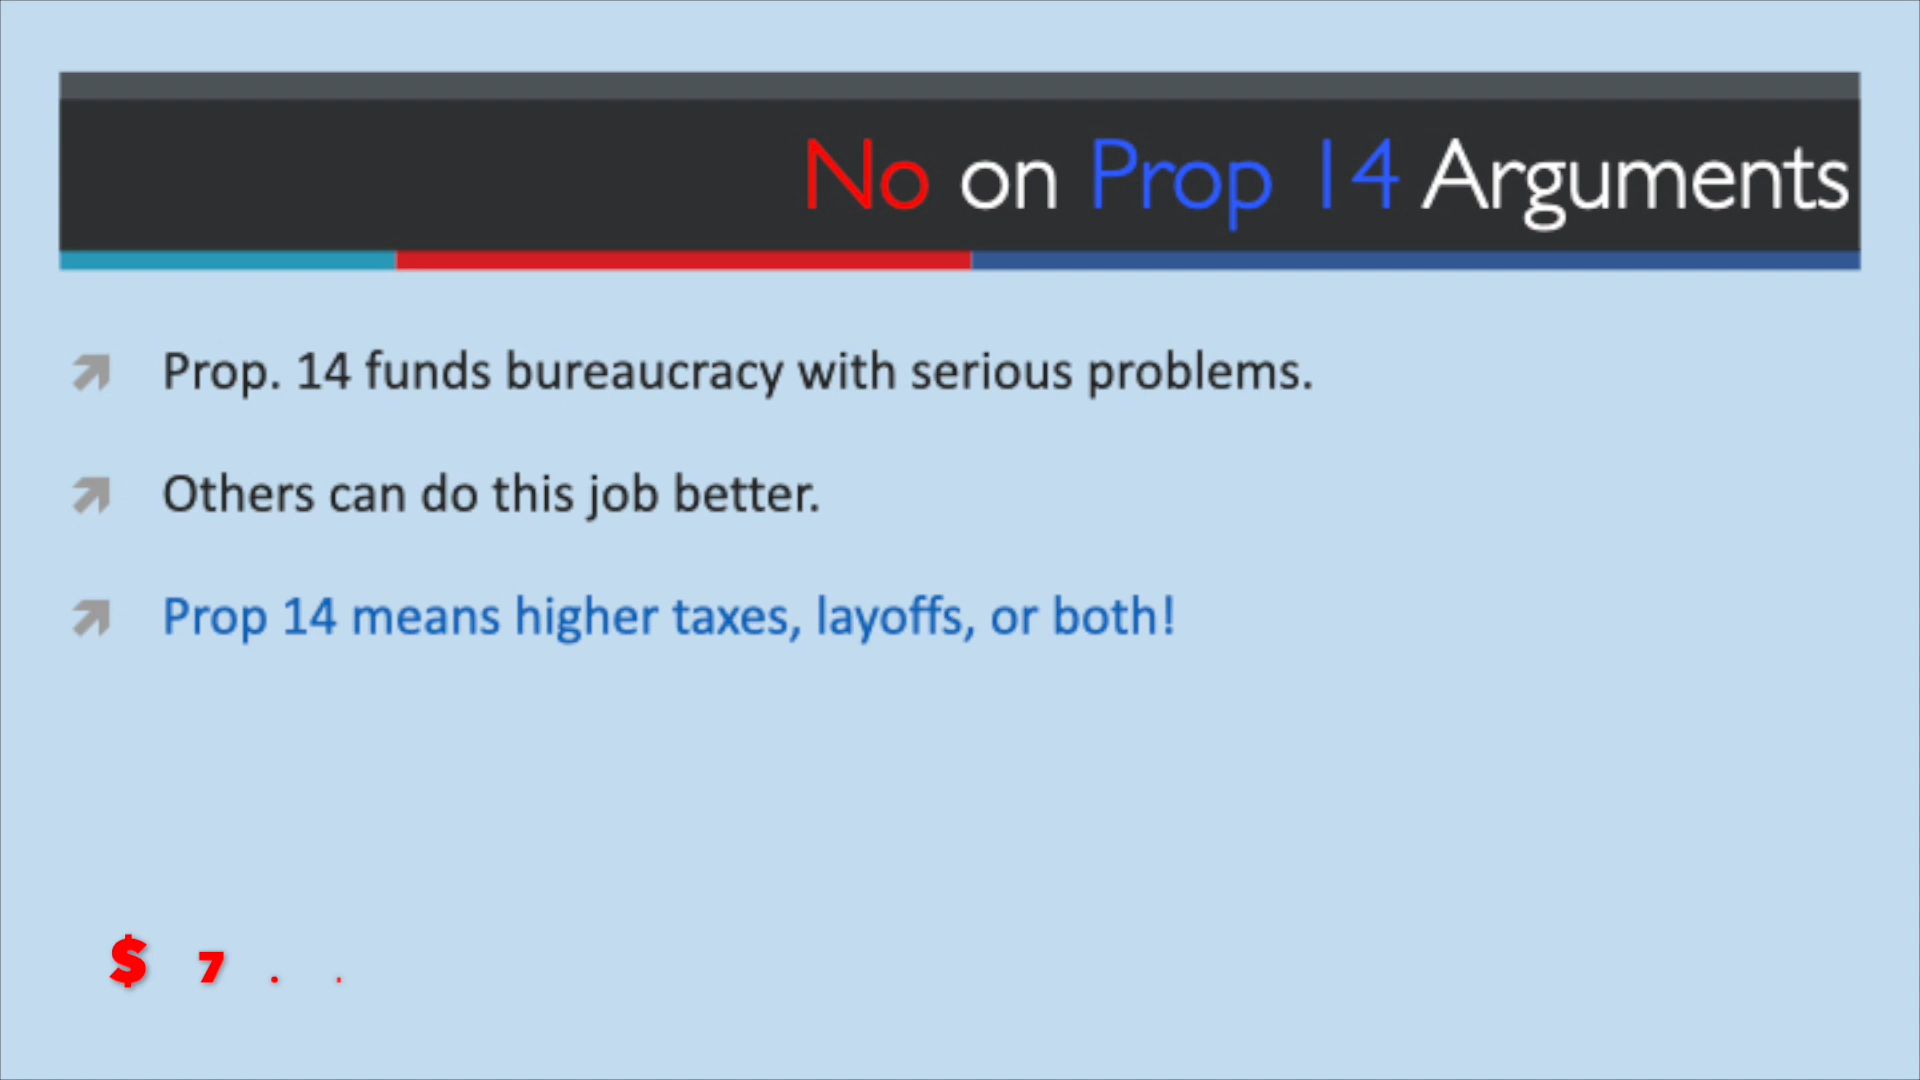 No on Prop 14 Arguments
Prop. 14 funds bureaucracy with serious problems.
Others can do this job better.
Prop 14 means higher taxes, layoffs, or both!
$ 7 . .